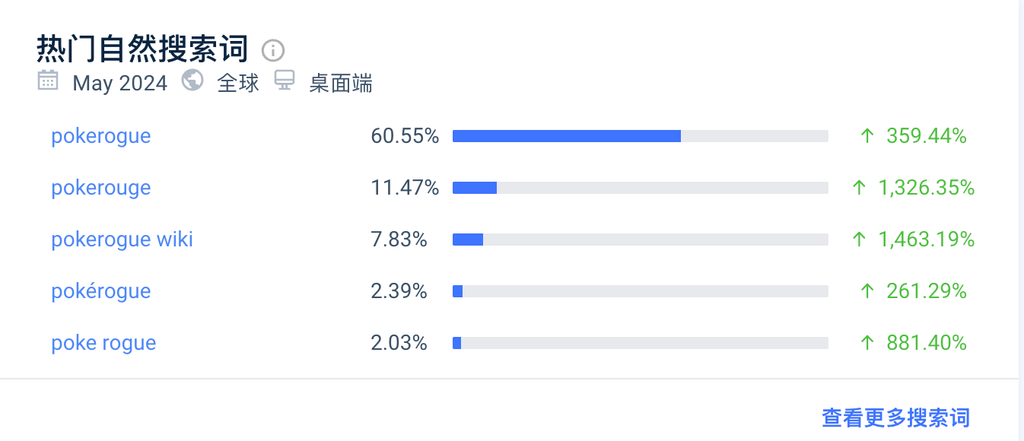 热门自然搜索词
May 2024 全球 桌面端
pokerogue 60.55% ↑ 359.44%
pokerouge 11.47% ↑ 1,326.35%
pokerogue wiki 7.83% ↑ 1,463.19%
pokérogue 2.39% ↑ 261.29%
poke rogue 2.03% ↑ 881.40%
查看更多搜索词